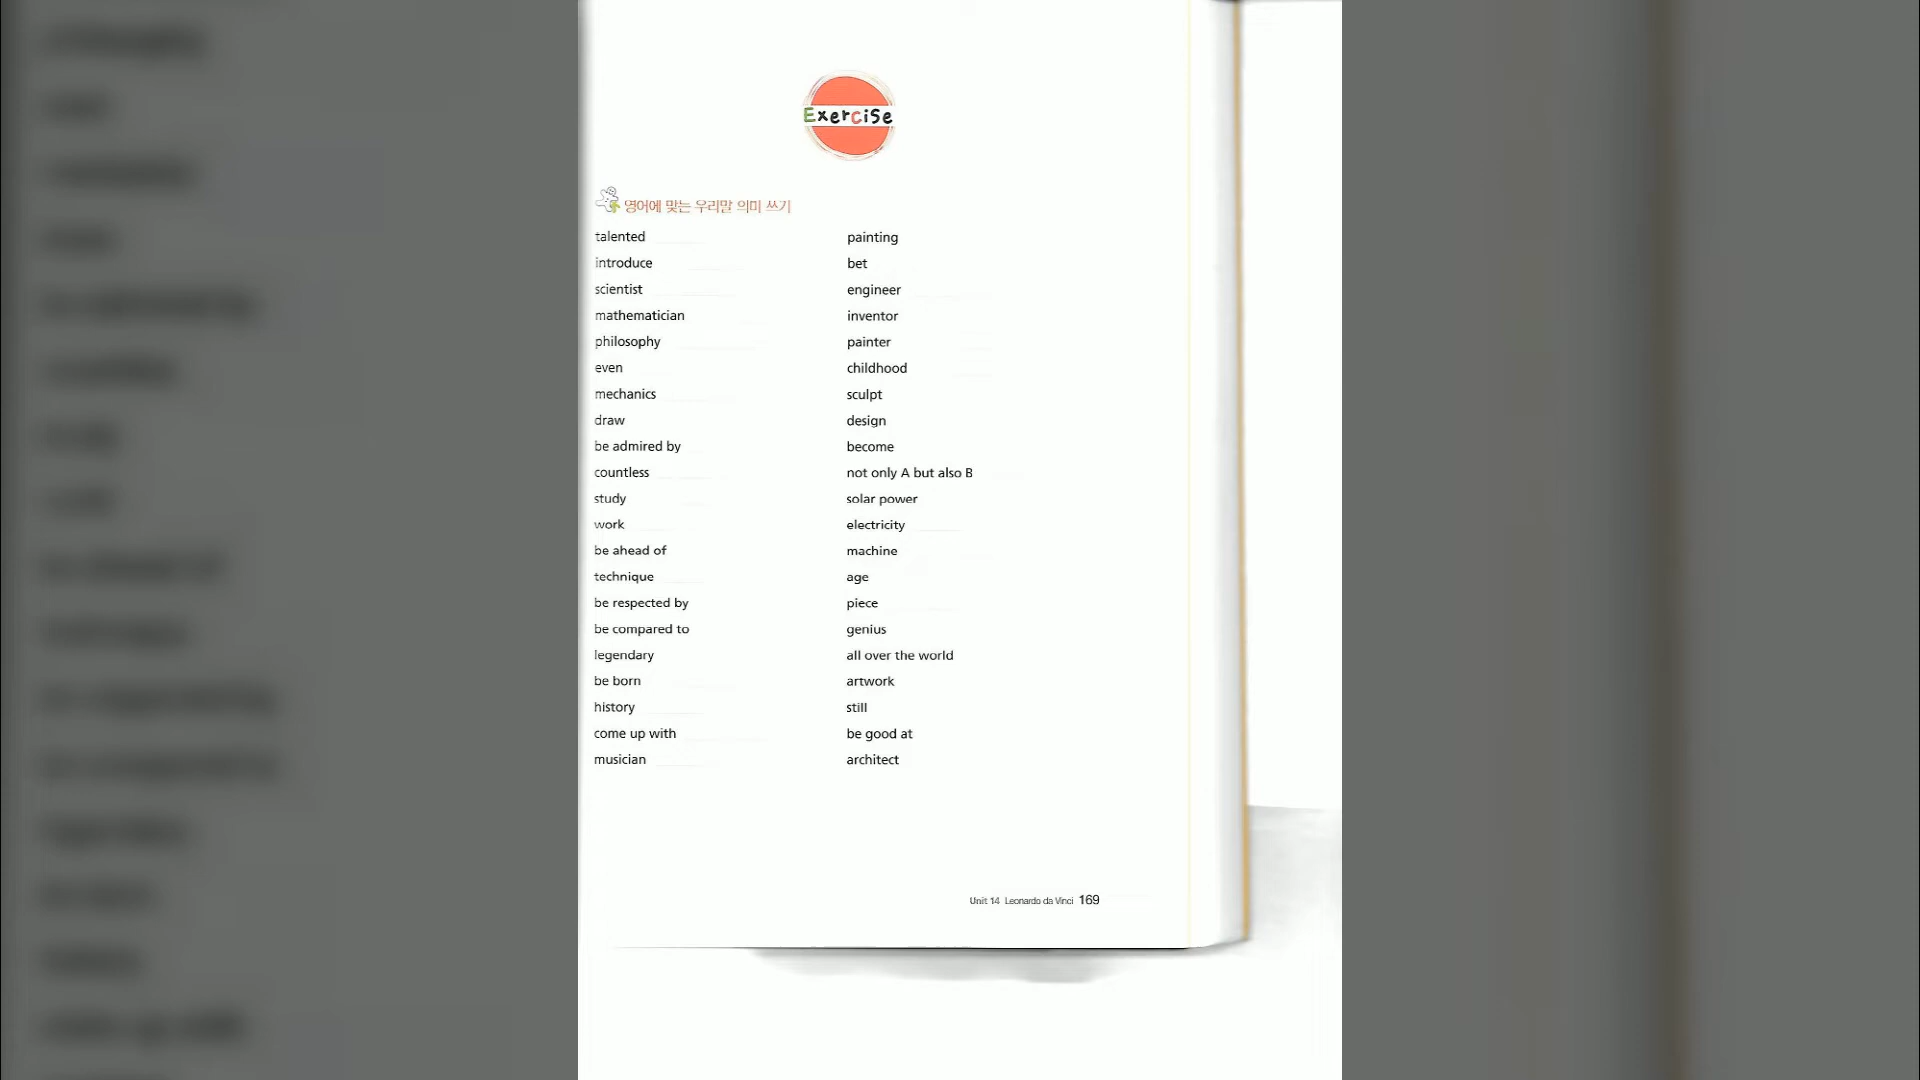 Exercise
영어에 맞는 우리말 의미 쓰기
talented painting
introduce bet
scientist engineer
mathematician inventor
philosophy painter
even childhood
mechanics sculpt
draw design
be admired by become
countless not only A but also B
study solar power
work electricity
be ahead of machine
technique age
be respected by piece
be compared to genius
legendary all over the world
be born artwork
history still
come up with be good at
musician architect
Unit 14 Leonardo da Vinci 169